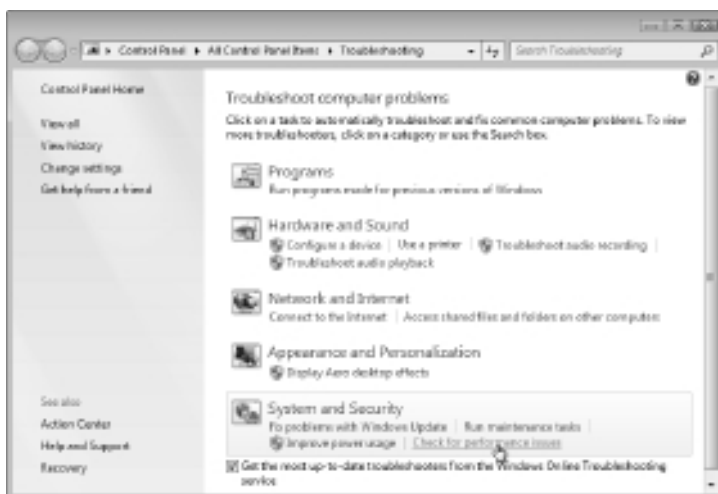 Control Panel ▸ All Control Panel Items ▸ Troubleshooting
Search Troubleshooting
Control Panel Home
View all
View history
Change settings
Get help from a friend
See also
Action Center
Help and Support
Recovery
Troubleshoot computer problems
Click on a task to automatically troubleshoot and fix common computer problems. To view
more troubleshooters, click on a category or use the Search box.
Programs
Run programs made for previous versions of Windows
Hardware and Sound
Configure a device | Use a printer | Troubleshoot audio recording |
Troubleshoot audio playback
Network and Internet
Connect to the Internet | Access shared files and folders on other computers
Appearance and Personalization
Display Aero desktop effects
System and Security
Fix problems with Windows Update | Run maintenance tasks |
Improve power usage | Check for performance issues
Get the most up-to-date troubleshooters from the Windows Online Troubleshooting
service